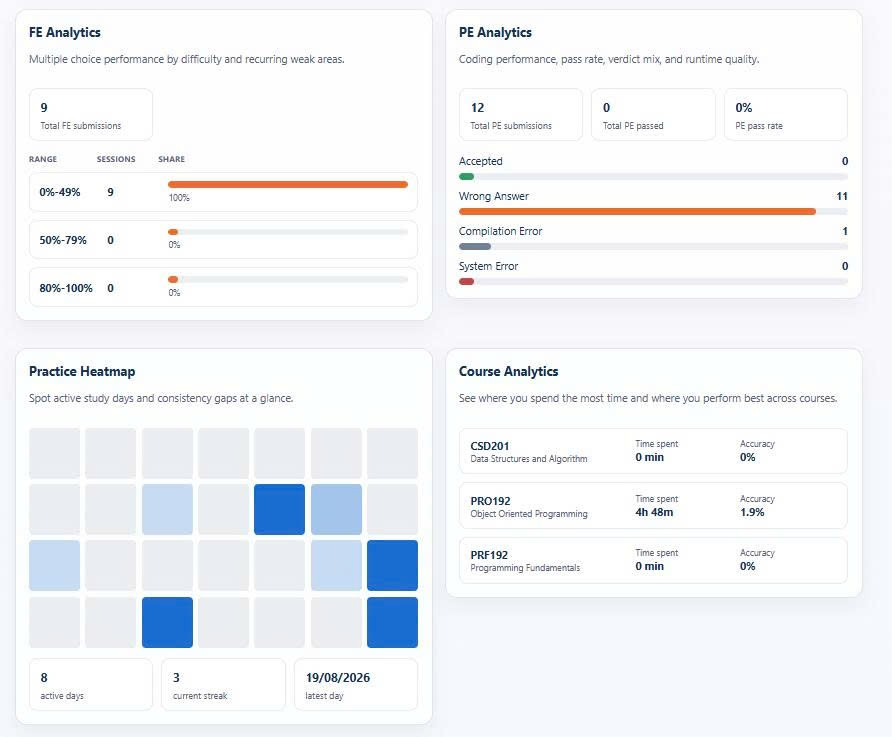 FE Analytics
Multiple choice performance by difficulty and recurring weak areas.
9
Total FE submissions
RANGE SESSIONS SHARE
0%-49% 9 100%
50%-79% 0 0%
80%-100% 0 0%
PE Analytics
Coding performance, pass rate, verdict mix, and runtime quality.
12 0 0%
Total PE submissions Total PE passed PE pass rate
Accepted 0
Wrong Answer 11
Compilation Error 1
System Error 0
Practice Heatmap
Spot active study days and consistency gaps at a glance.
8 3 19/08/2026
active days current streak latest day
Course Analytics
See where you spend the most time and where you perform best across courses.
CSD201 Time spent Accuracy
Data Structures and Algorithm 0 min 0%
PRO192 Time spent Accuracy
Object Oriented Programming 4h 48m 1.9%
PRF192 Time spent Accuracy
Programming Fundamentals 0 min 0%